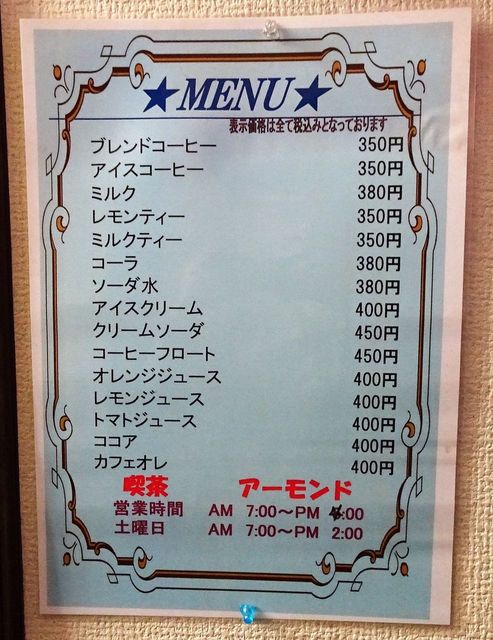 ★MENU★
表示価格は全て税込みとなっております
ブレンドコーヒー 350円
アイスコーヒー 350円
ミルク 380円
レモンティー 350円
ミルクティー 350円
コーラ 380円
ソーダ水 380円
アイスクリーム 400円
クリームソーダ 450円
コーヒーフロート 450円
オレンジジュース 400円
レモンジュース 400円
トマトジュース 400円
ココア 400円
カフェオレ 400円
喫茶 アーモンド
営業時間 AM 7:00～PM :00
土曜日 AM 7:00～PM 2:00